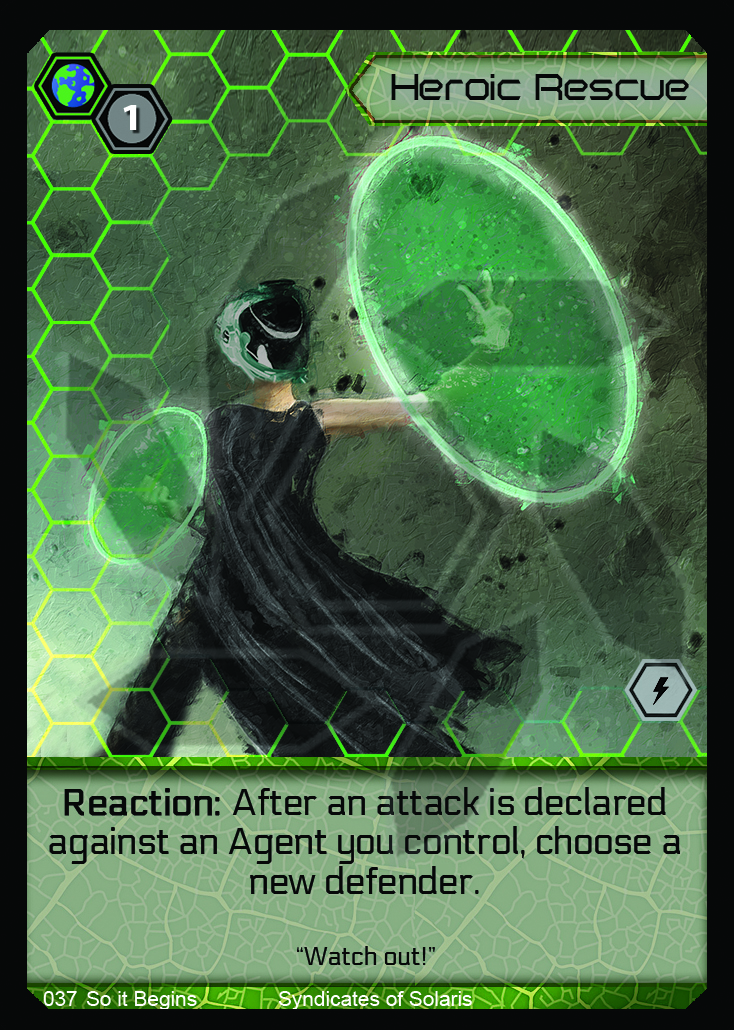 Heroic Rescue
1
Reaction: After an attack is declared
against an Agent you control, choose a
new defender.
“Watch out!”
037 So it Begins Syndicates of Solaris